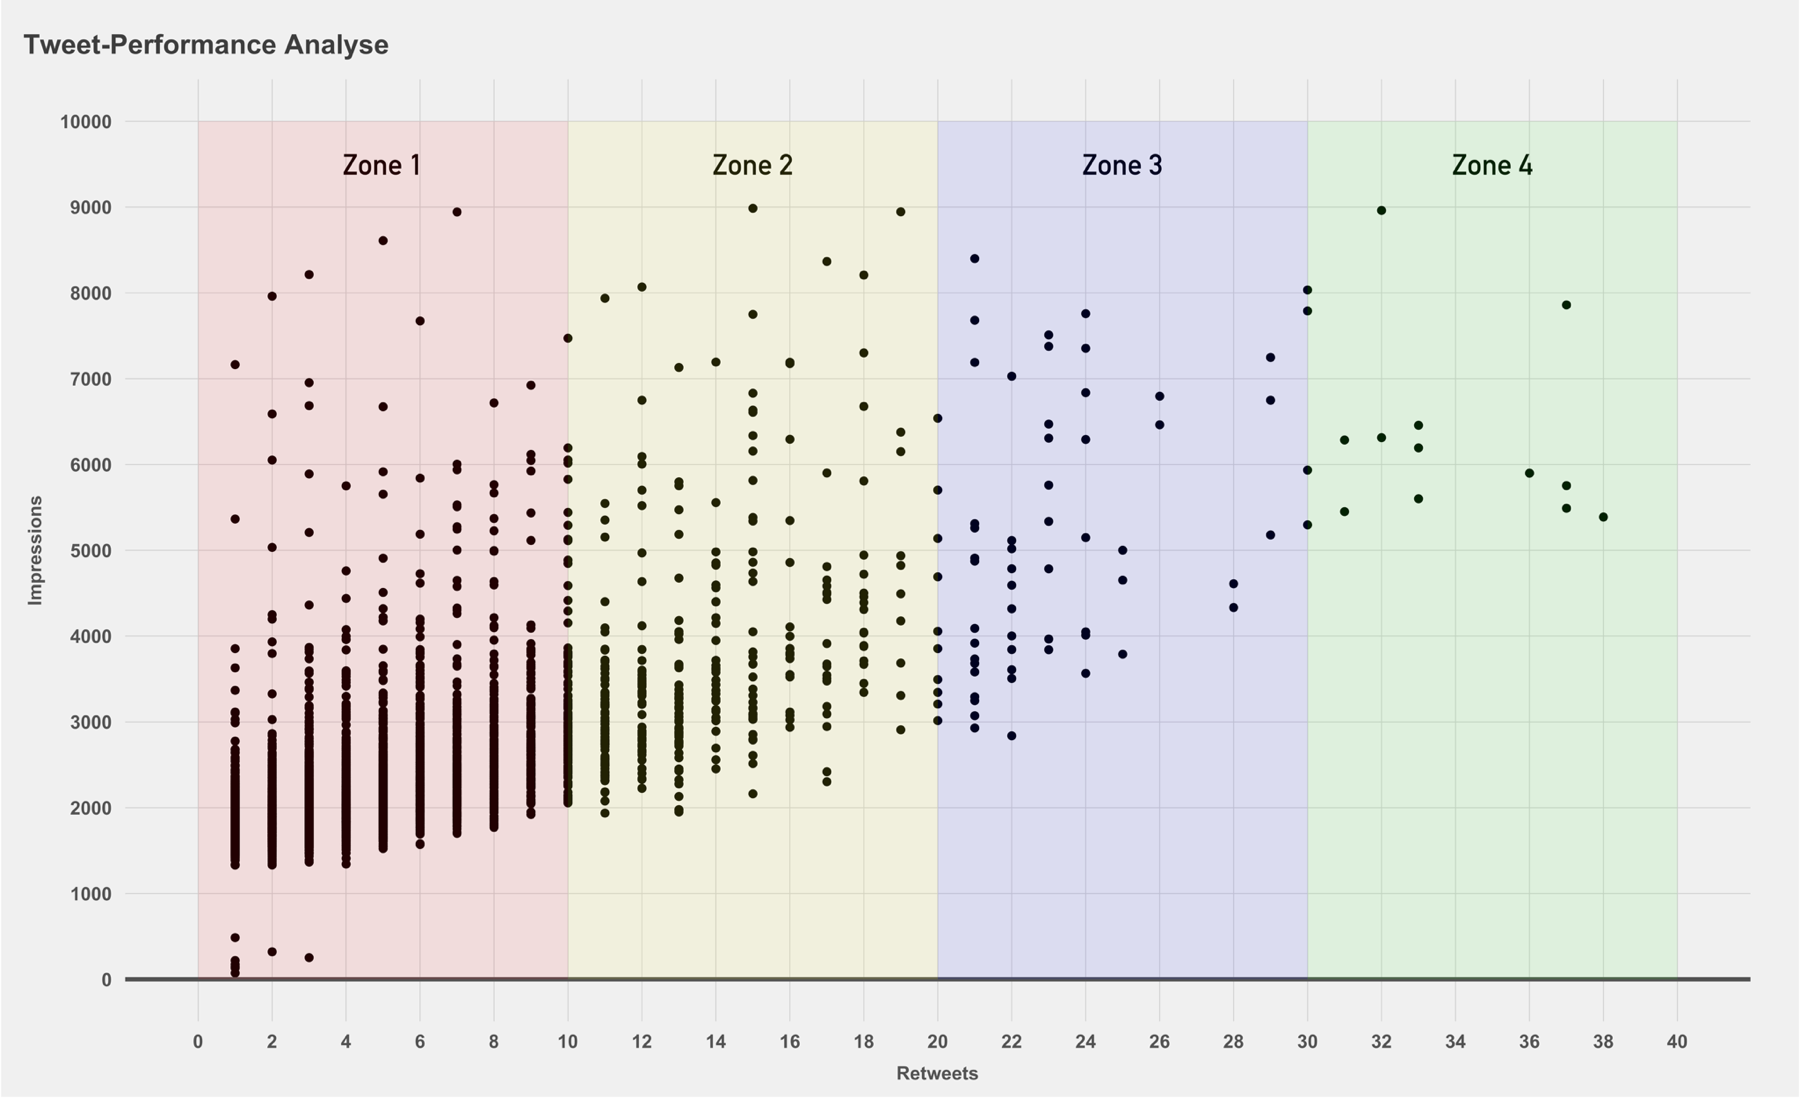 Tweet-Performance Analyse
Zone 1 Zone 2 Zone 3 Zone 4
10000
9000
8000
7000
6000
5000
4000
3000
2000
1000
0
Impressions
0 2 4 6 8 10 12 14 16 18 20 22 24 26 28 30 32 34 36 38 40
Retweets